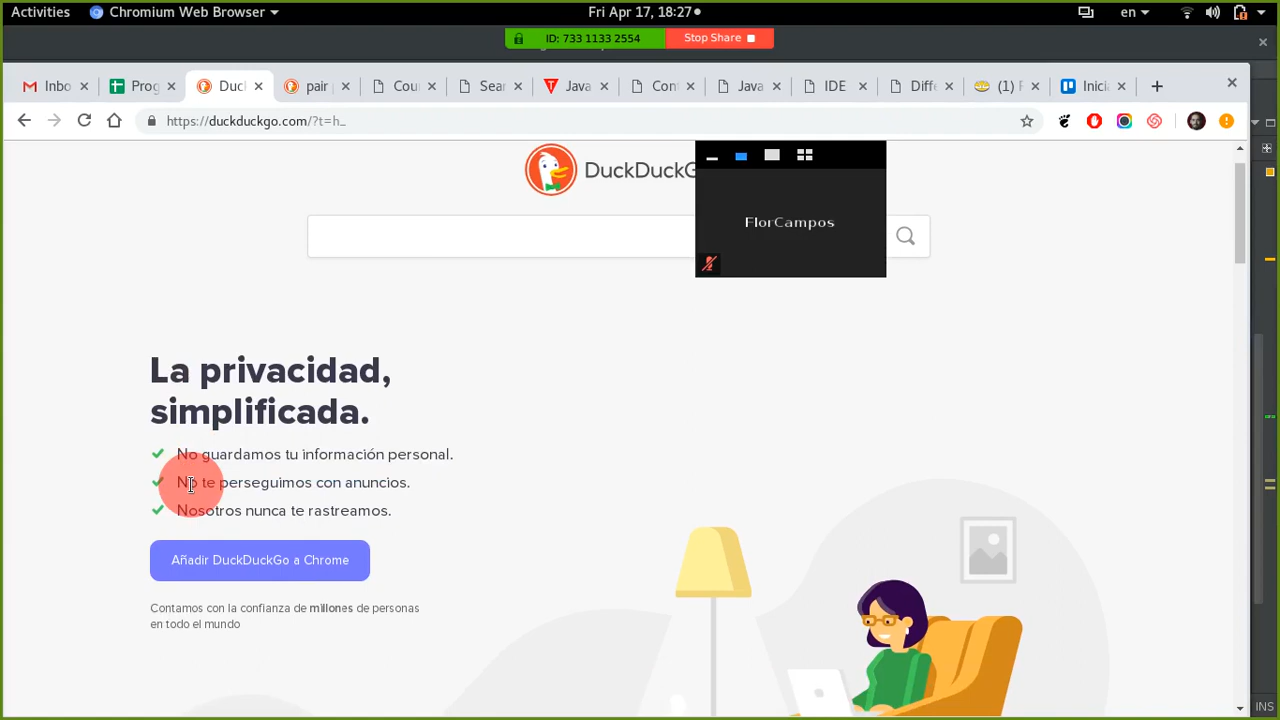 Activities
Chromium Web Browser
Fri Apr 17, 18:27
en
ID: 733 1133 2554
Stop Share
Inbo
Prog
Duc
pair
Cou
Sear
Java
Con
Java
IDE
Diffe
(1)
Inicia
https://duckduckgo.com/?t=h_
DuckDuckG
FlorCampos
La privacidad,
simplificada.
No guardamos tu información personal.
No te perseguimos con anuncios.
Nosotros nunca te rastreamos.
Añadir DuckDuckGo a Chrome
Contamos con la confianza de millones de personas
en todo el mundo
INS